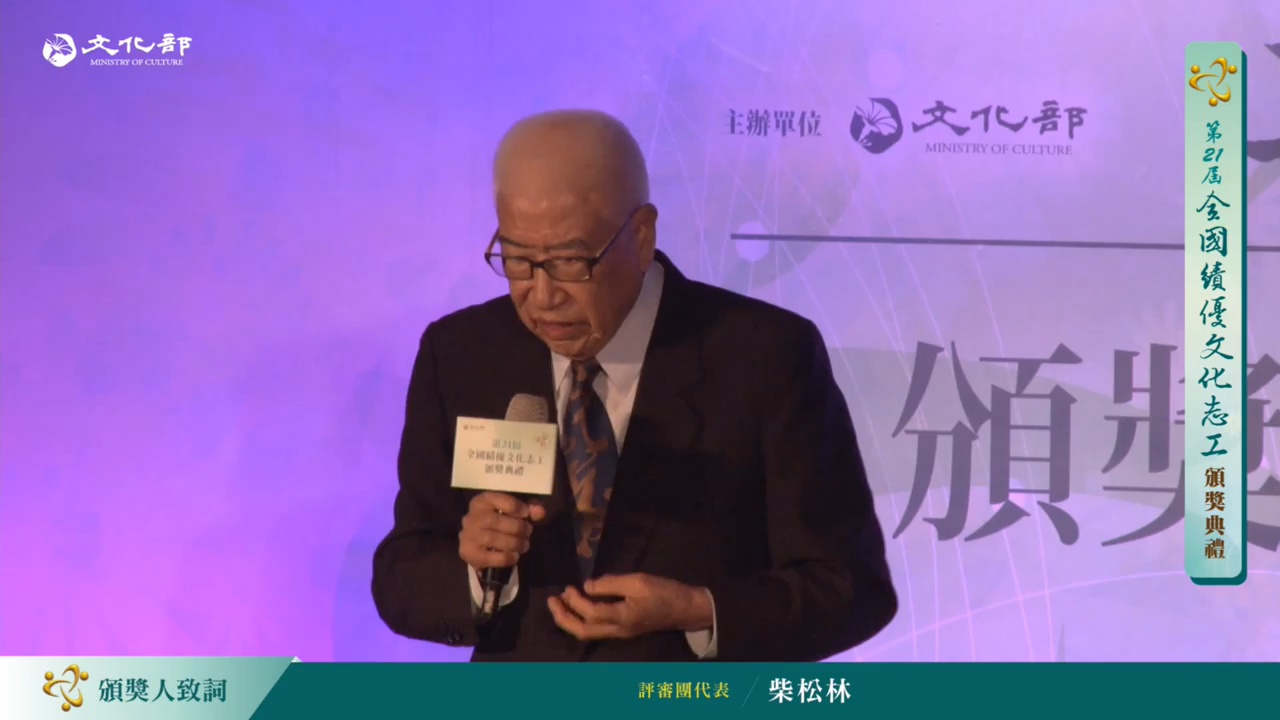 文化部
MINISTRY OF CULTURE
主辦單位
文化部
MINISTRY OF CULTURE
頒獎
第21屆
全國績優文化志工
頒獎典禮
第21屆全國績優文化志工頒獎典禮
頒獎人致詞
評審團代表
柴松林